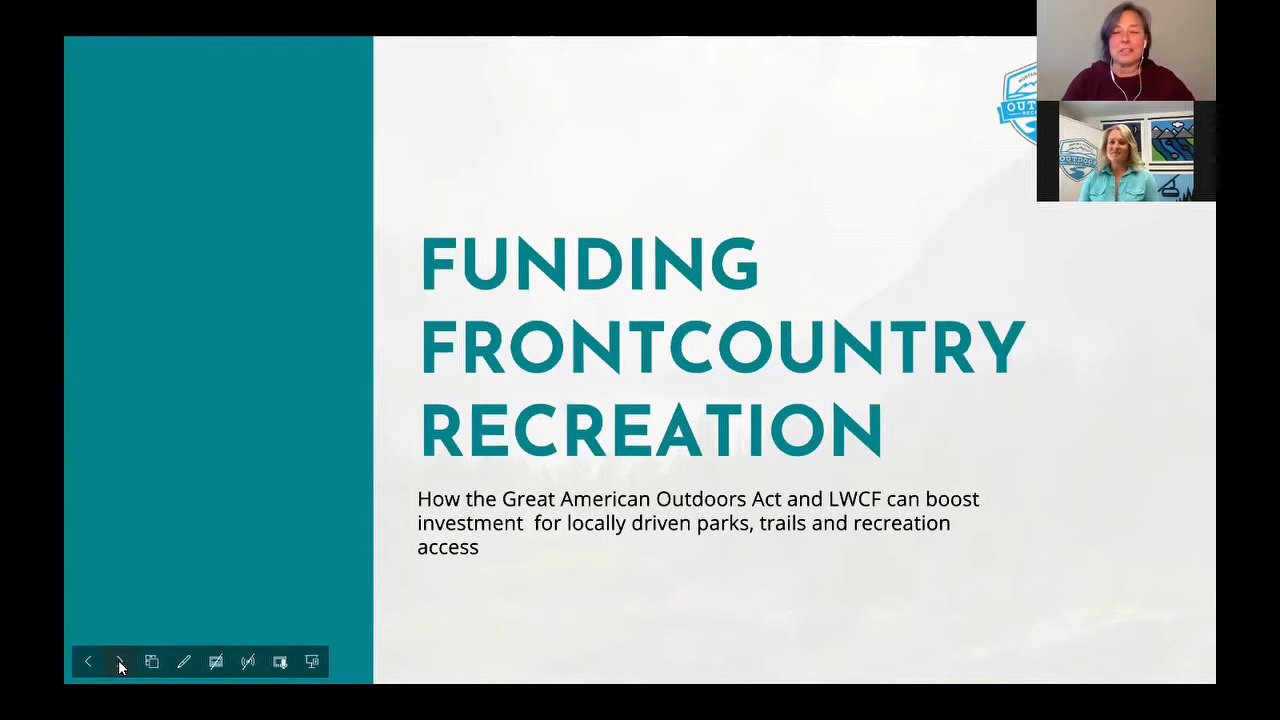 FUNDING
FRONTCOUNTRY
RECREATION
How the Great American Outdoors Act and LWCF can boost
investment for locally driven parks, trails and recreation
access